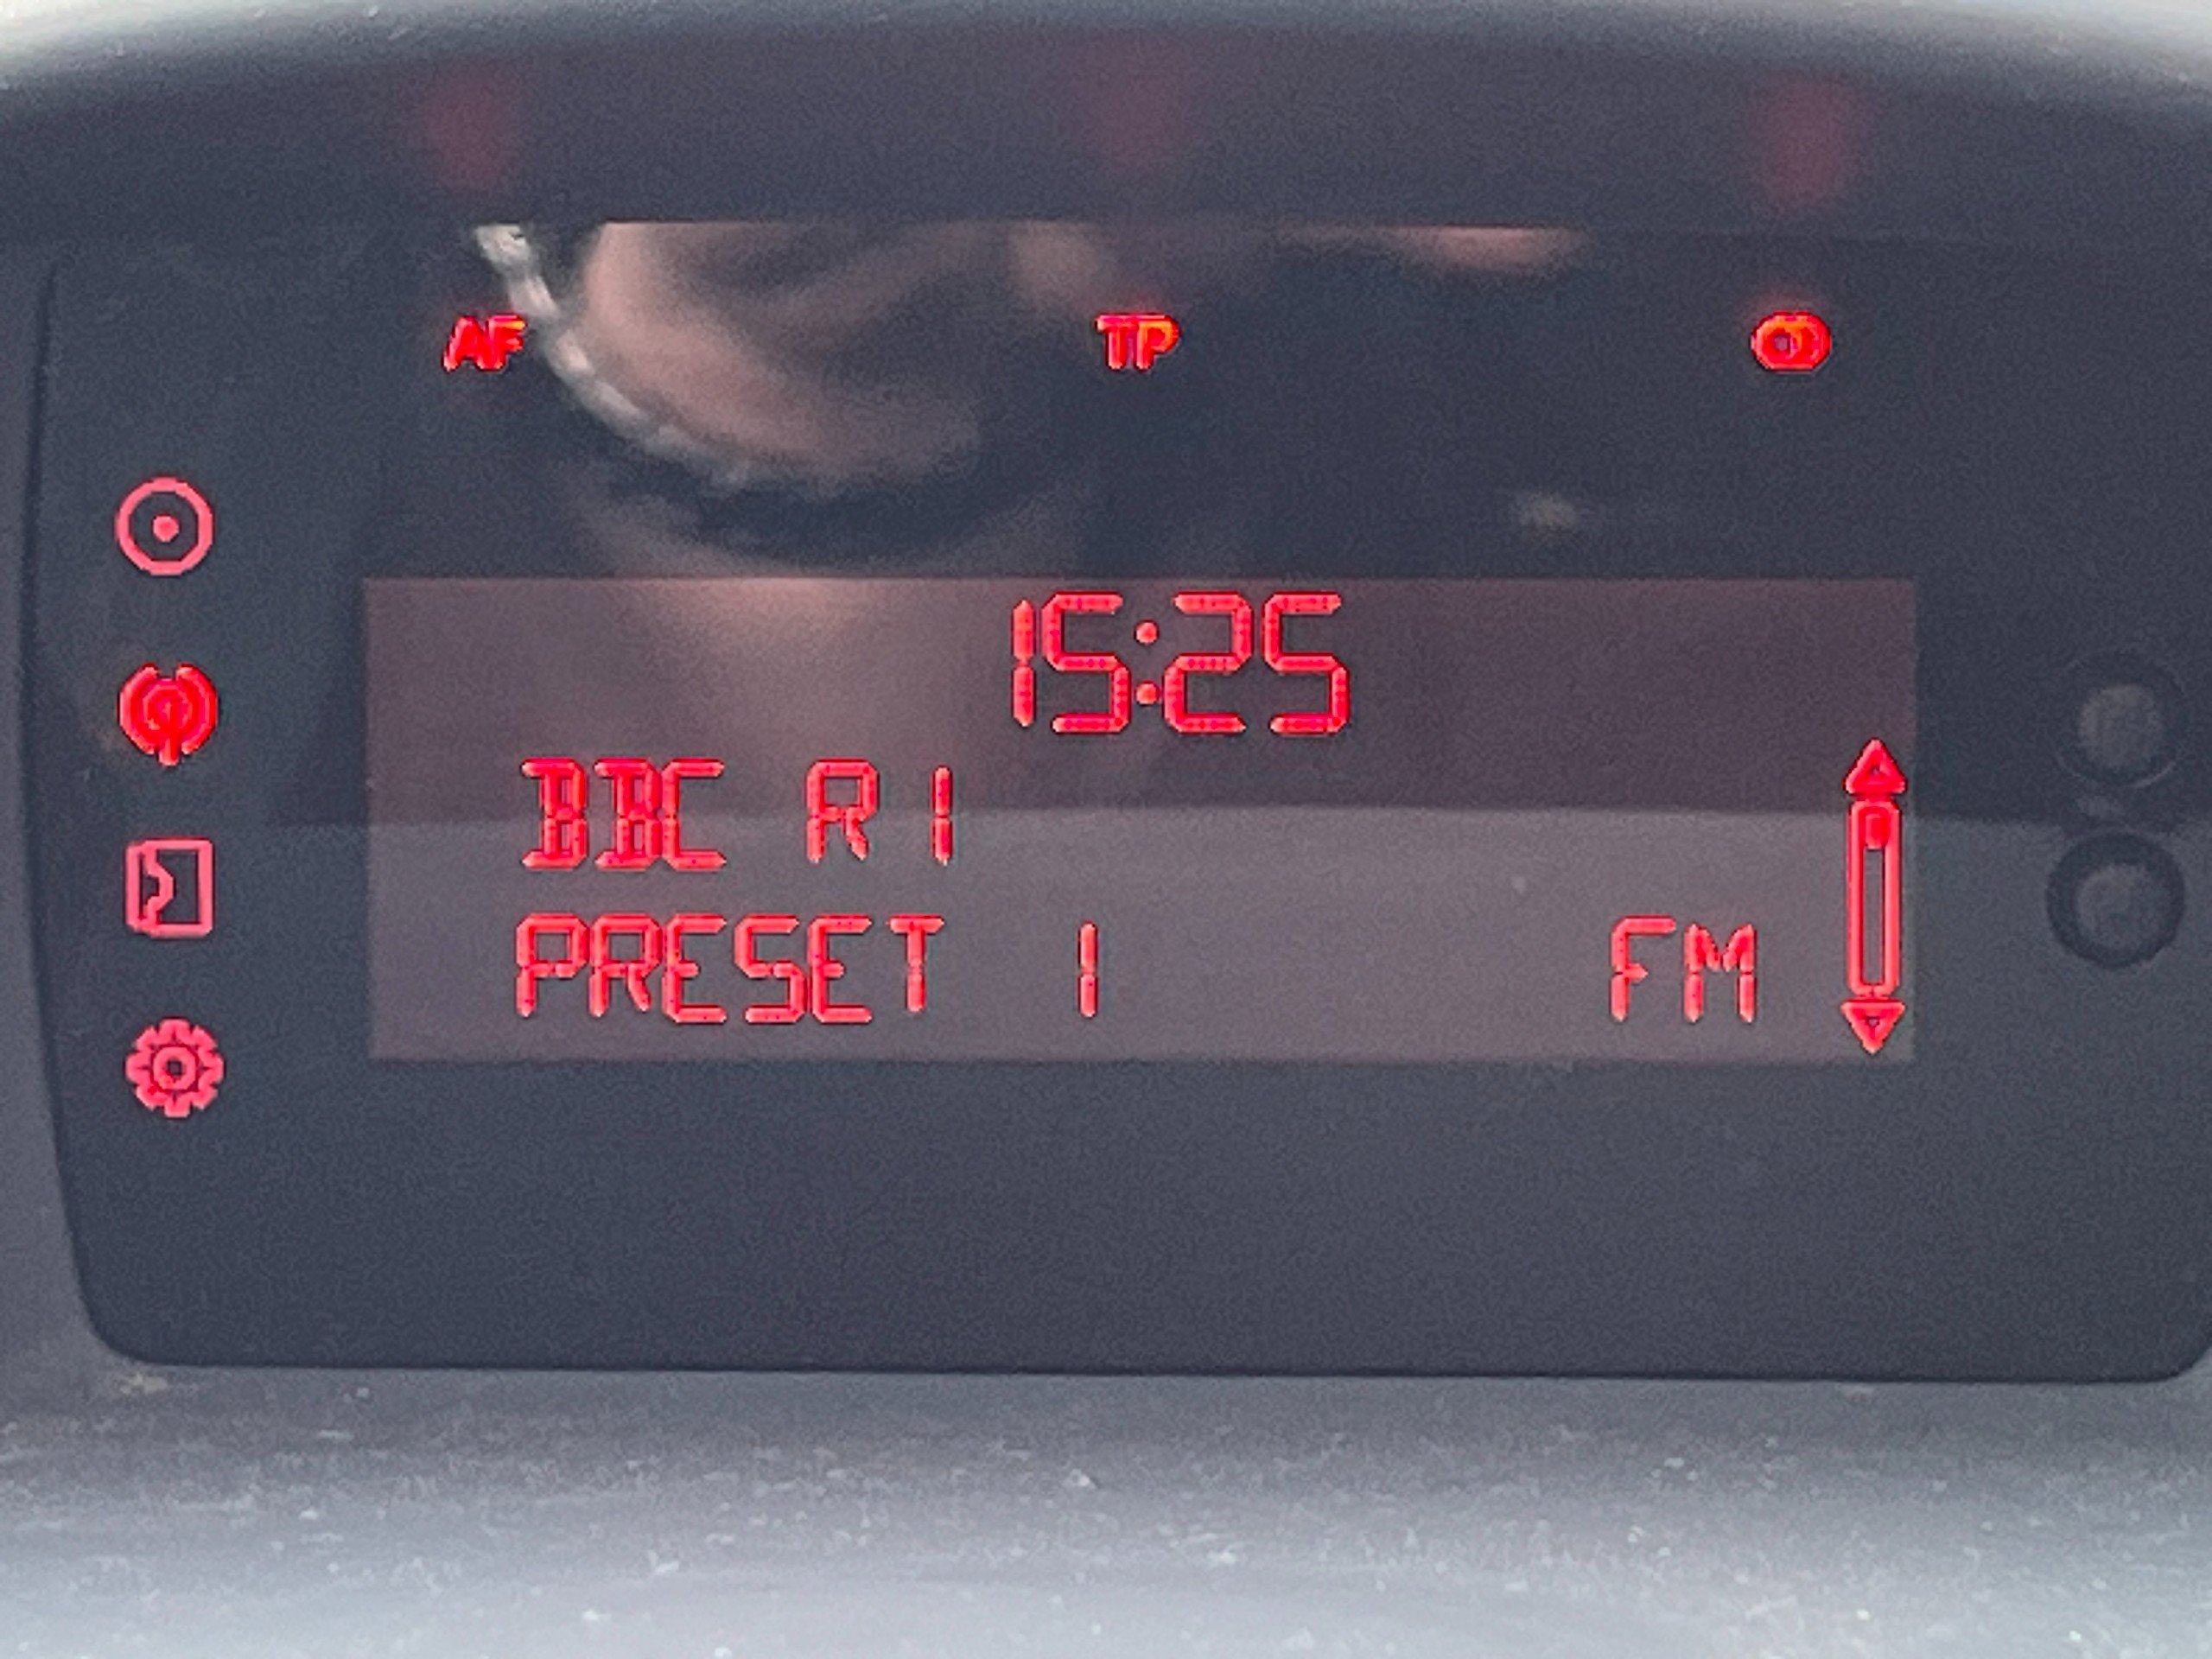 AF TP
15:25
BBC R1
PRESET 1 FM